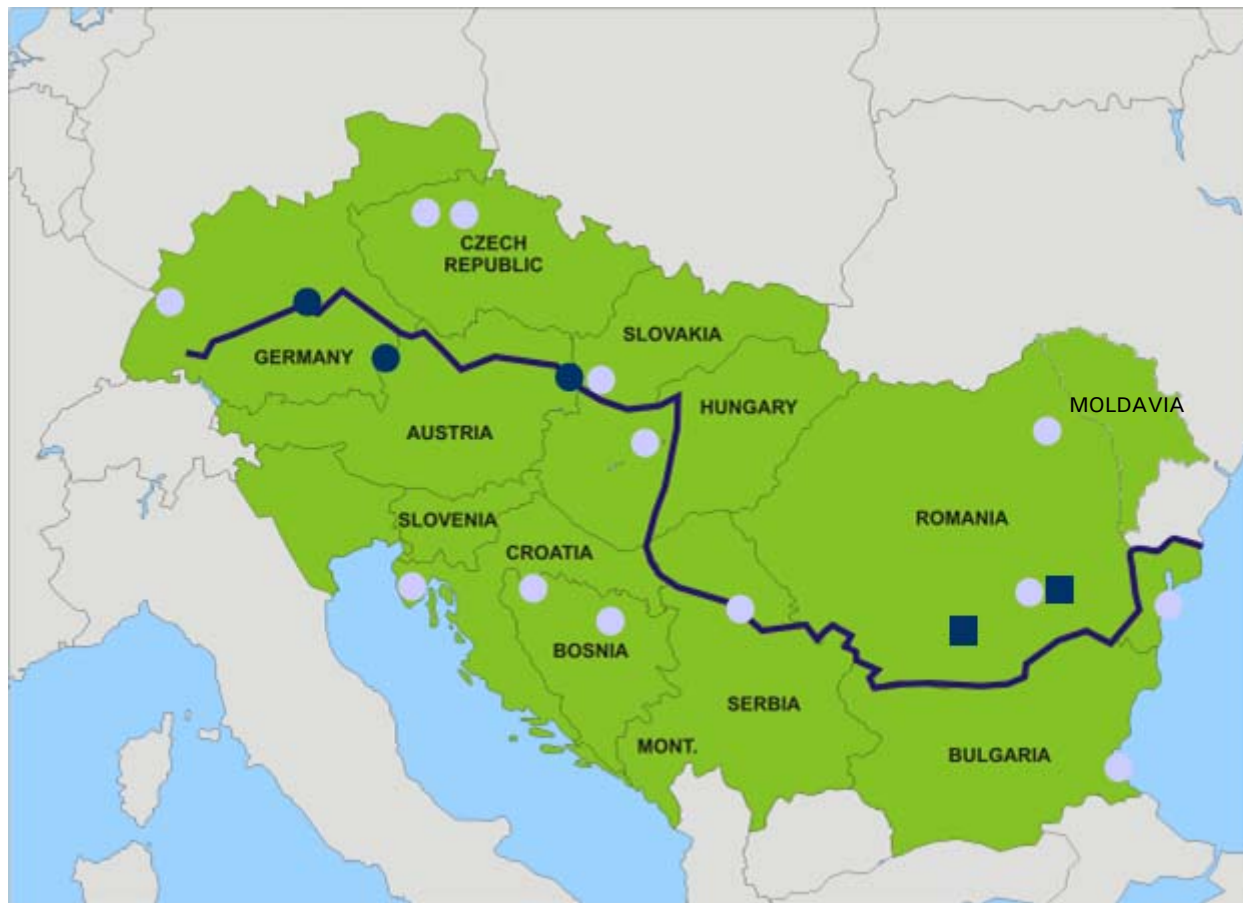 CZECH
REPUBLIC
SLOVAKIA
GERMANY
HUNGARY
MOLDAVIA
AUSTRIA
SLOVENIA
ROMANIA
CROATIA
BOSNIA
SERBIA
MONT.
BULGARIA